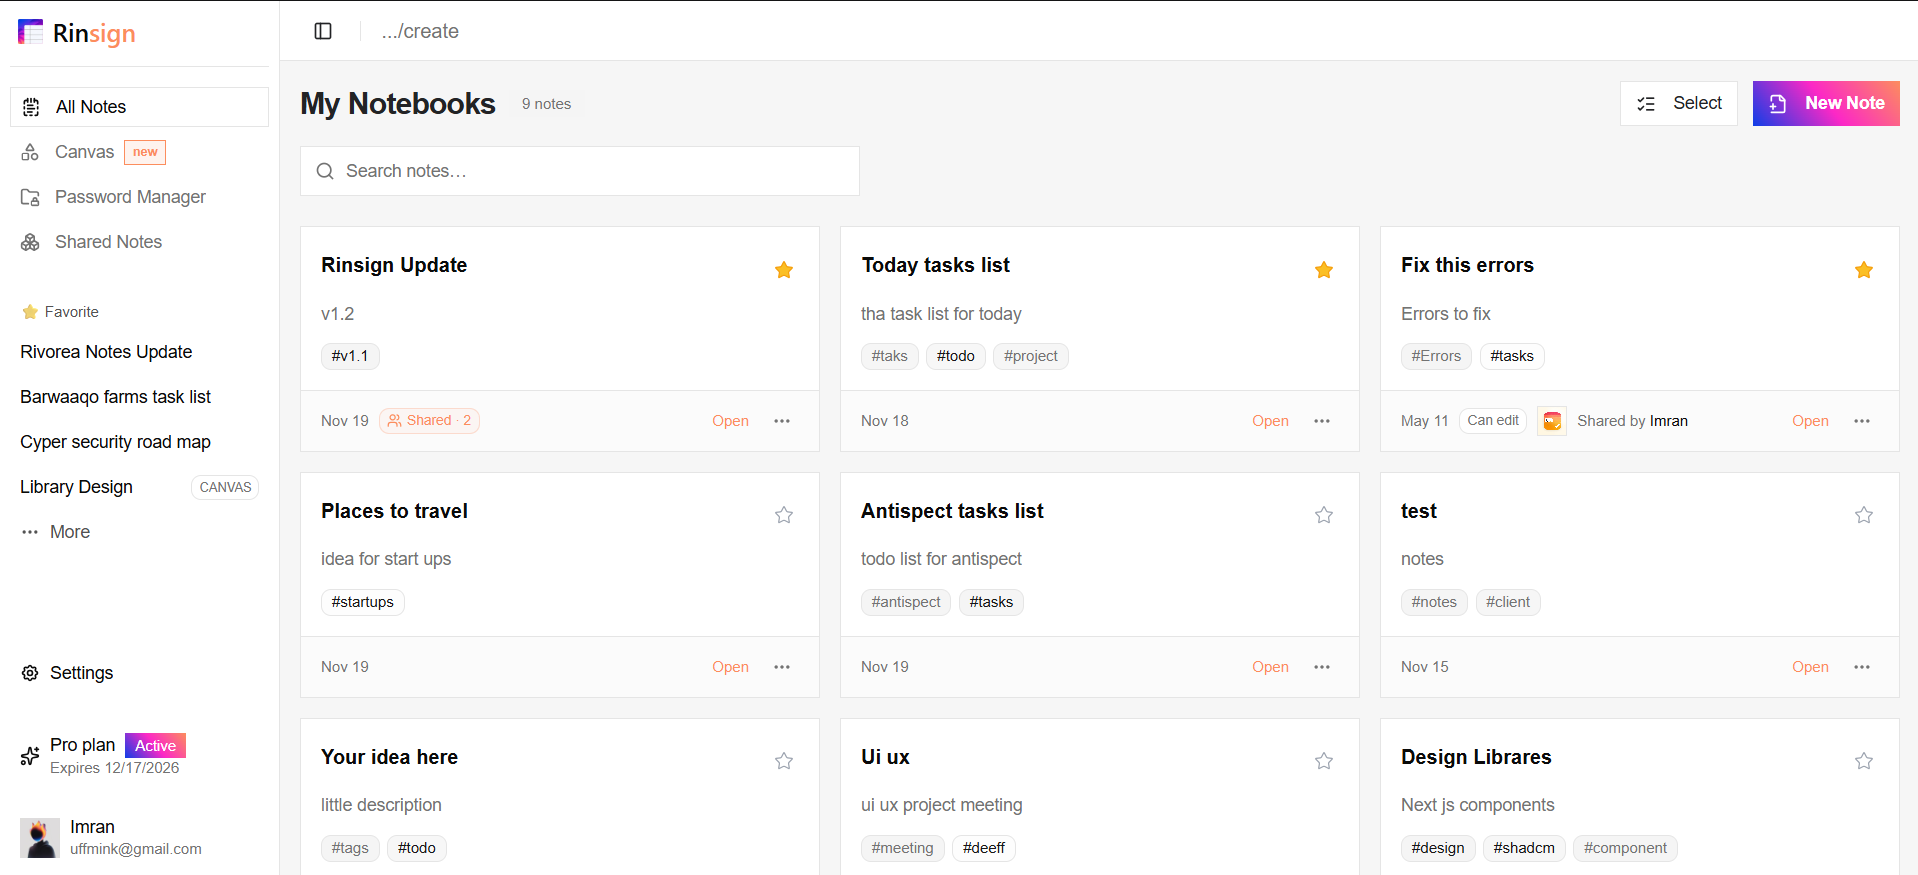 Rinsign
All Notes
Canvas new
Password Manager
Shared Notes
Favorite
Rivorea Notes Update
Barwaaqo farms task list
Cyper security road map
Library Design CANVAS
More
Settings
Pro plan Active
Expires 12/17/2026
Imran
uffmink@gmail.com
.../create
My Notebooks 9 notes
Select
New Note
Search notes…
Rinsign Update
v1.2
#v1.1
Nov 19 Shared · 2 Open
Today tasks list
tha task list for today
#taks #todo #project
Nov 18 Open
Fix this errors
Errors to fix
#Errors #tasks
May 11 Can edit Shared by Imran Open
Places to travel
idea for start ups
#startups
Nov 19 Open
Antispect tasks list
todo list for antispect
#antispect #tasks
Nov 19 Open
test
notes
#notes #client
Nov 15 Open
Your idea here
little description
#tags #todo
Ui ux
ui ux project meeting
#meeting #deeff
Design Librares
Next js components
#design #shadcm #component